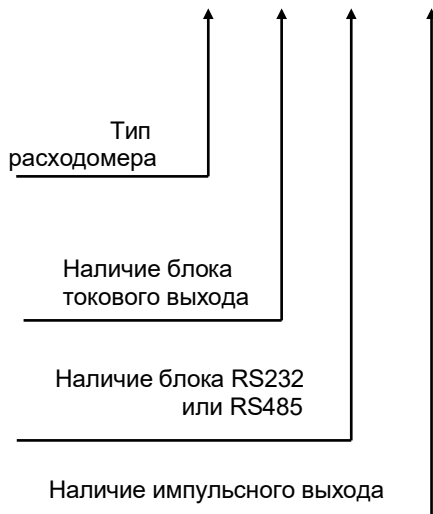 Тип
расходомера
Наличие блока
токового выхода
Наличие блока RS232
или RS485
Наличие импульсного выхода